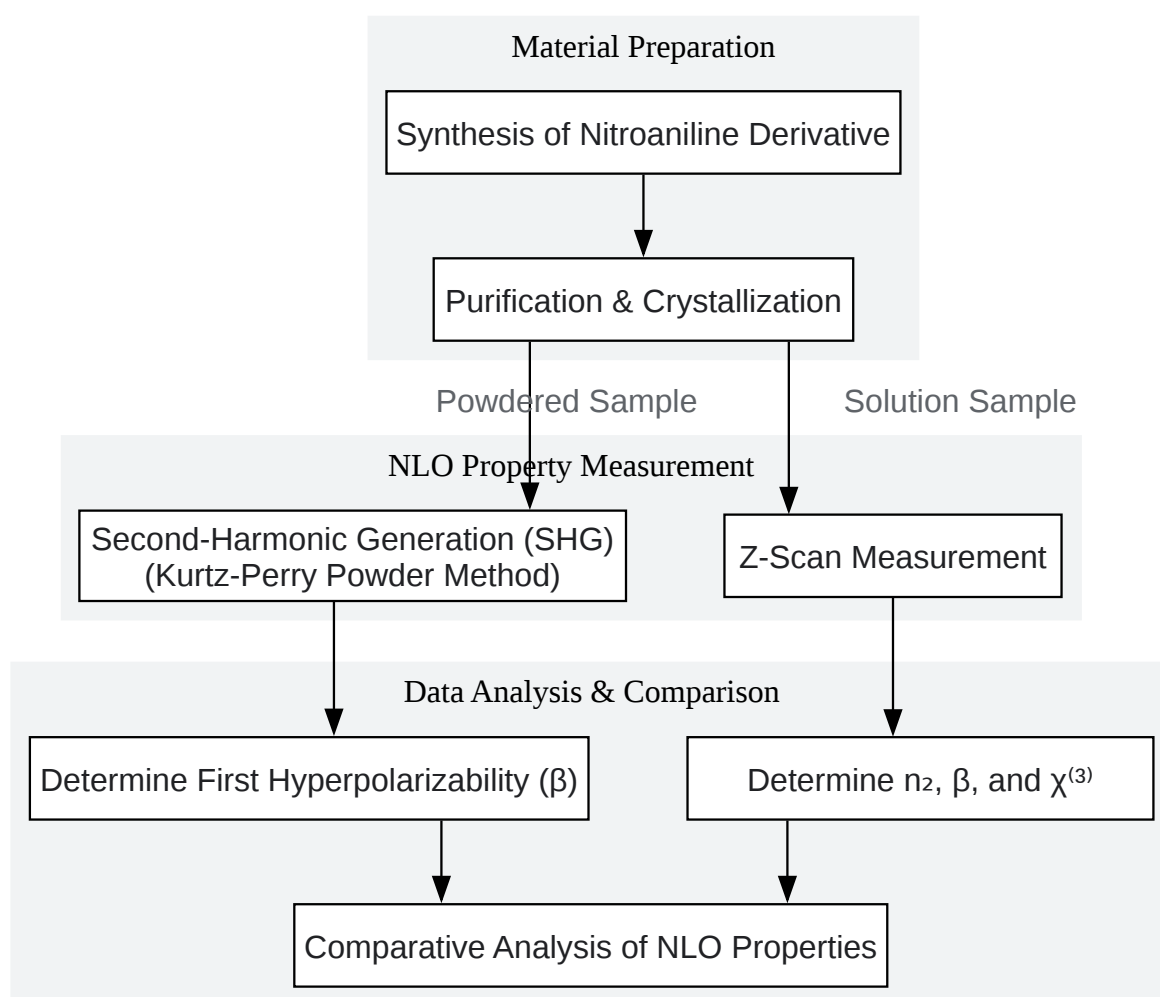 Material Preparation
Synthesis of Nitroaniline Derivative
Purification & Crystallization
Powdered Sample
Solution Sample
NLO Property Measurement
Second-Harmonic Generation (SHG)
(Kurtz-Perry Powder Method)
Z-Scan Measurement
Data Analysis & Comparison
Determine First Hyperpolarizability (β)
Determine n₂, β, and χ⁽³⁾
Comparative Analysis of NLO Properties